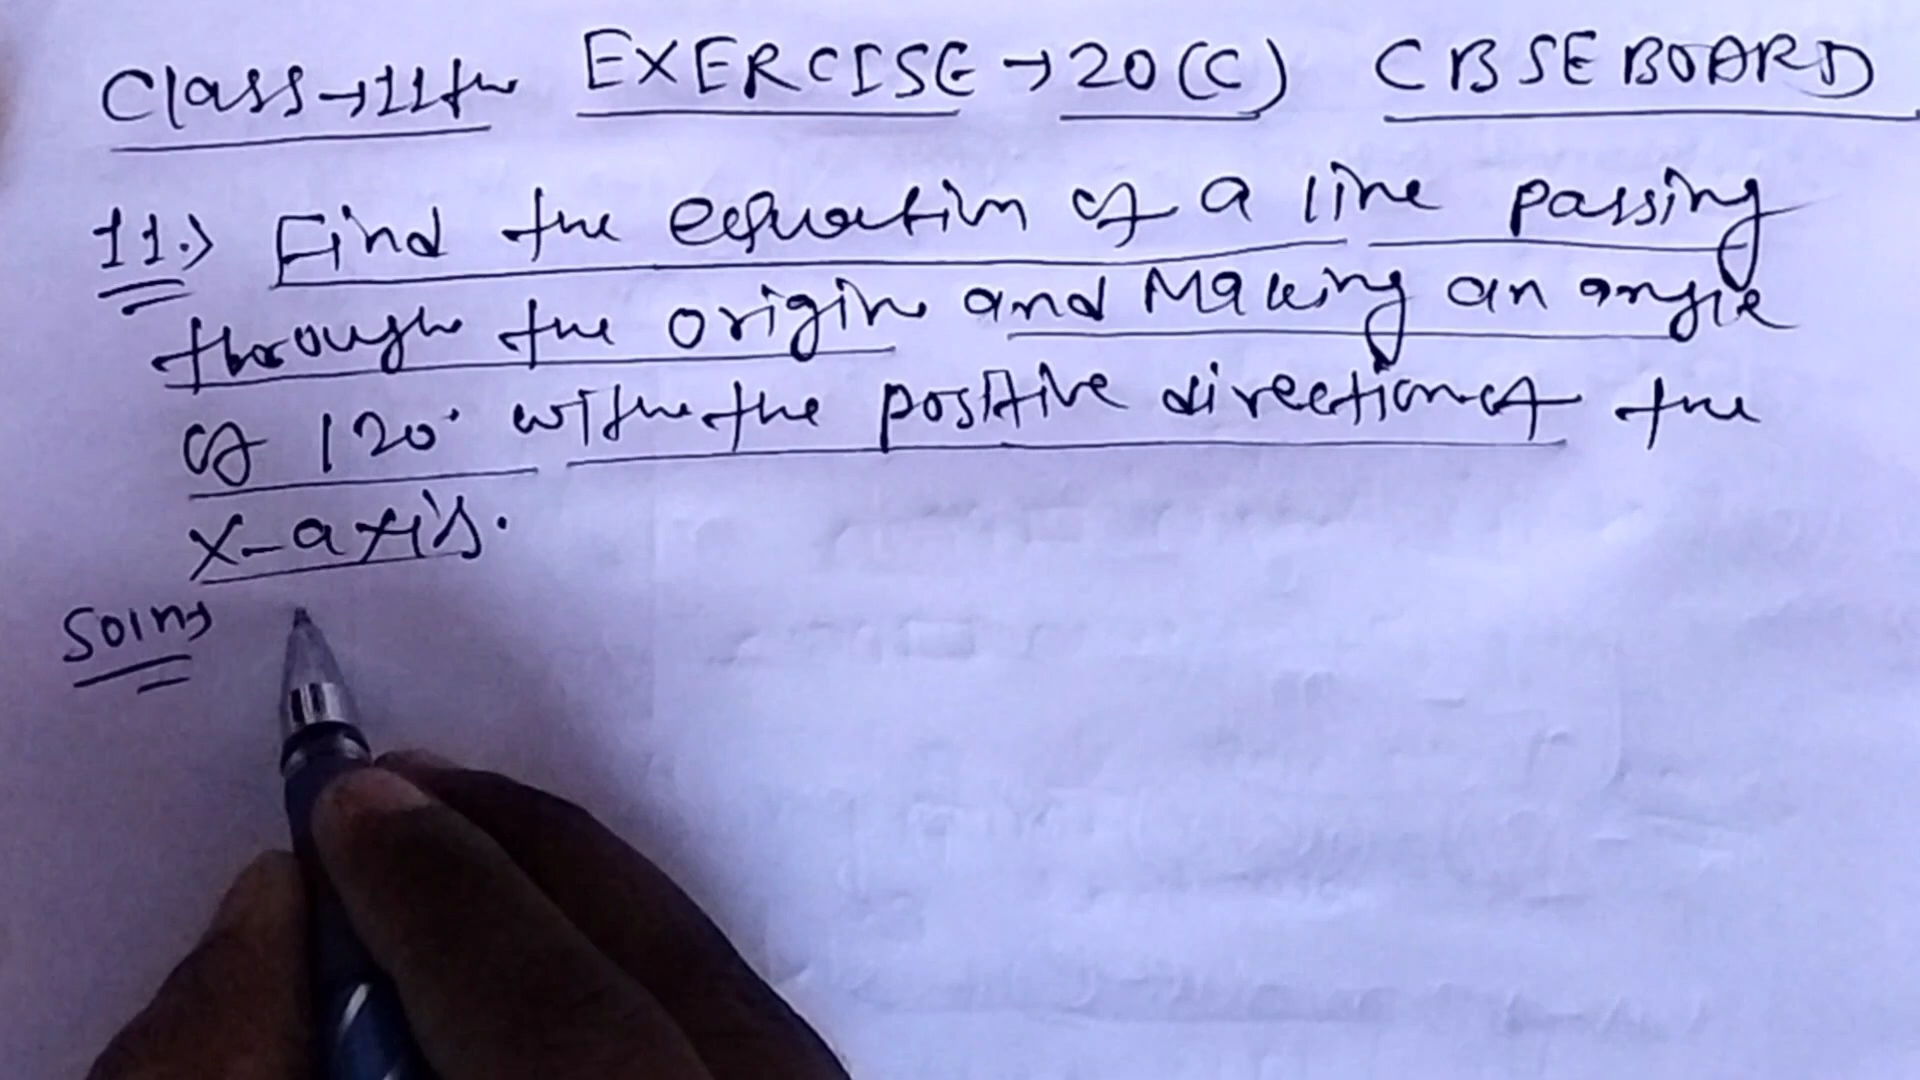 Class→11th EXERCISE→20(C) CBSE BOARD
11.) Find the equation of a line passing
through the origin and Making an angle
of 120° with the positive direction of the
X-axis.
Soln→